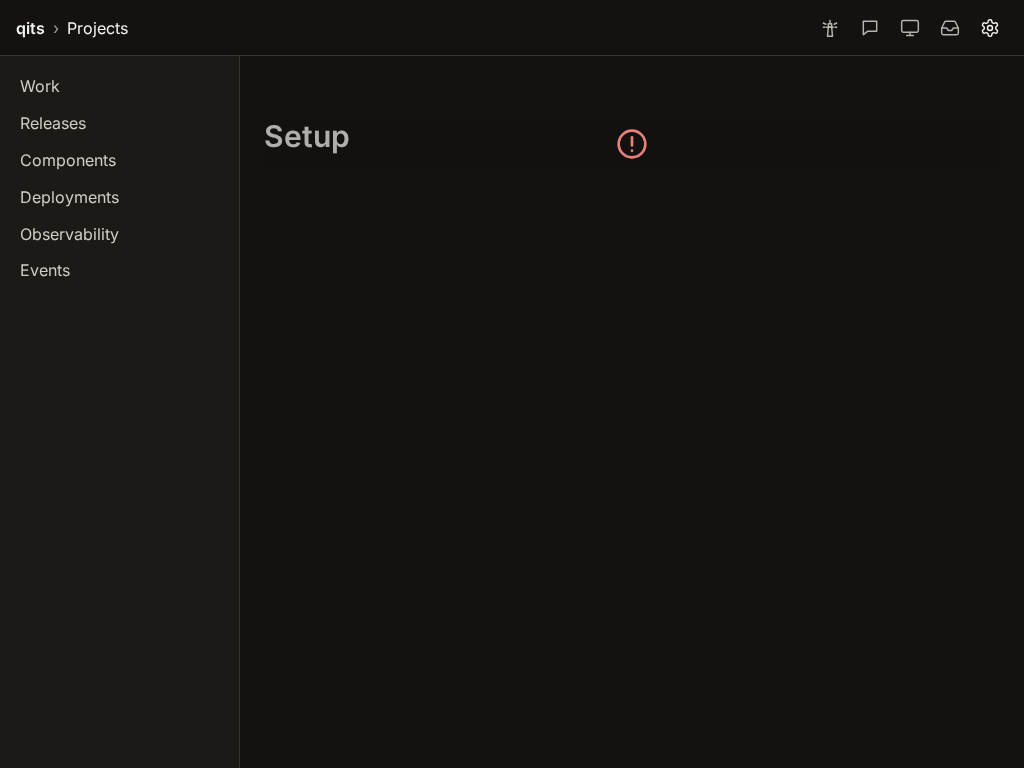 qits › Projects
Work
Releases
Components
Deployments
Observability
Events
Setup